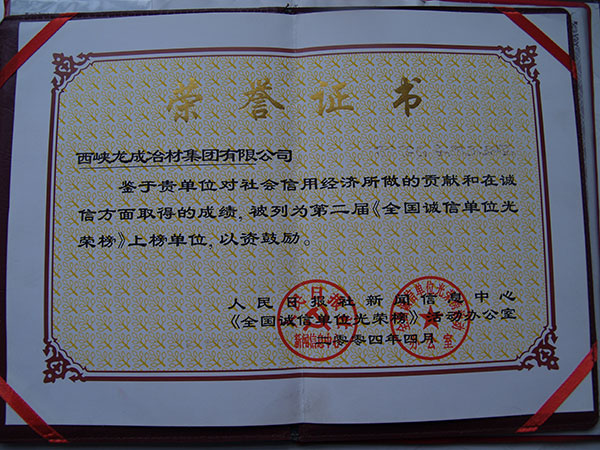 荣誉证书
西峡龙成冶材集团有限公司
鉴于贵单位对社会信用经济所做的贡献和在诚
信方面取得的成绩,被列为第二届《全国诚信单位光
荣榜》上榜单位,以资鼓励。
人民日报社新闻信息中心
《全国诚信单位光荣榜》活动办公室
二零零四年四月
办公室